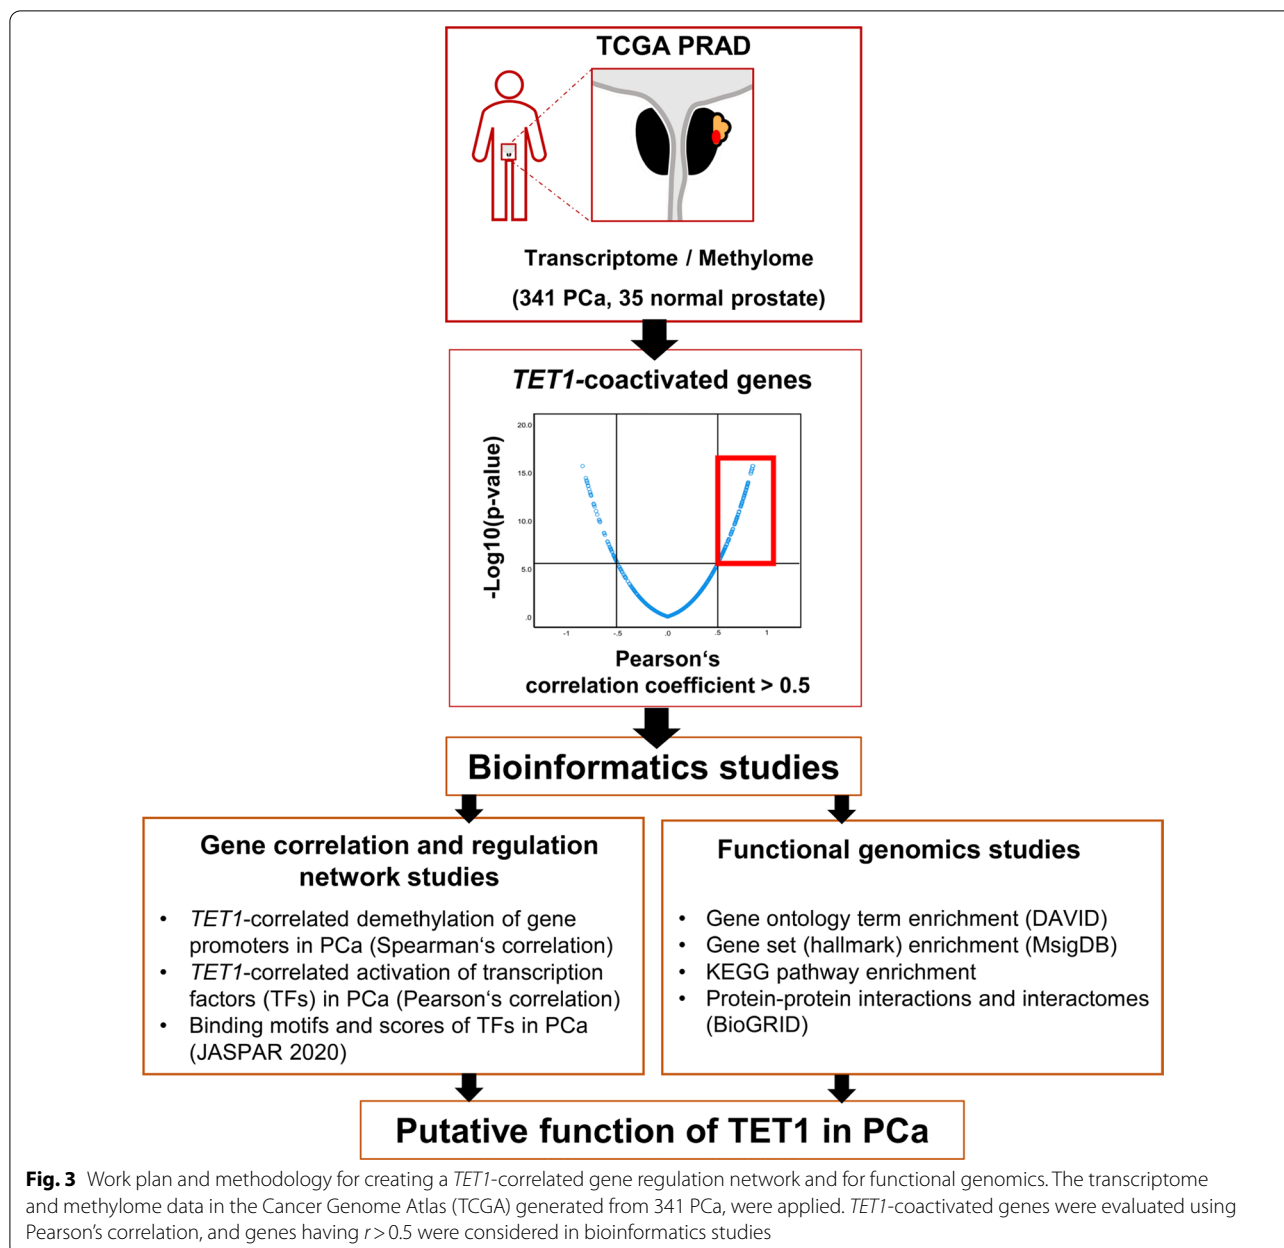 TCGA PRAD
Transcriptome / Methylome
(341 PCa, 35 normal prostate)
TET1-coactivated genes
-Log10(p-value)
20.0
15.0
10.0
5.0
.0
-1
-.5
.0
.5
1
Pearson‘s
correlation coefficient > 0.5
Bioinformatics studies
Gene correlation and regulation
network studies
• TET1-correlated demethylation of gene
promoters in PCa (Spearman‘s correlation)
• TET1-correlated activation of transcription
factors (TFs) in PCa (Pearson‘s correlation)
• Binding motifs and scores of TFs in PCa
(JASPAR 2020)
Functional genomics studies
• Gene ontology term enrichment (DAVID)
• Gene set (hallmark) enrichment (MsigDB)
• KEGG pathway enrichment
• Protein-protein interactions and interactomes
(BioGRID)
Putative function of TET1 in PCa
Fig. 3 Work plan and methodology for creating a TET1-correlated gene regulation network and for functional genomics. The transcriptome
and methylome data in the Cancer Genome Atlas (TCGA) generated from 341 PCa, were applied. TET1-coactivated genes were evaluated using
Pearson’s correlation, and genes having r > 0.5 were considered in bioinformatics studies